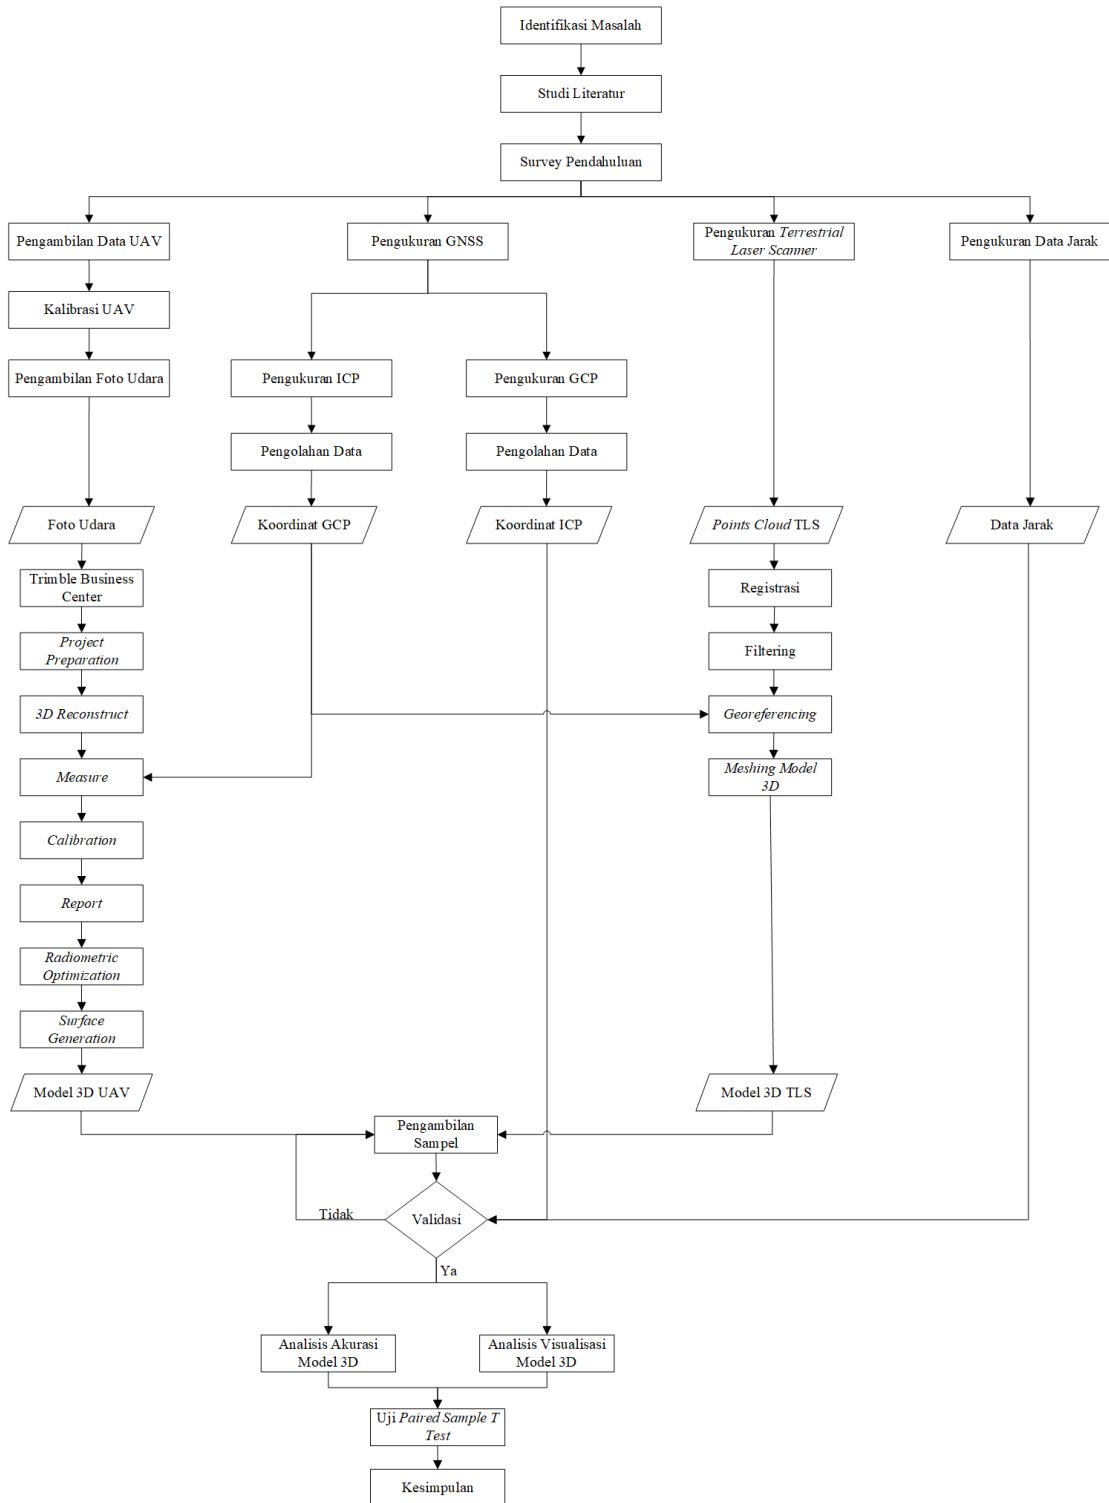 Identifikasi Masalah
Studi Literatur
Survey Pendahuluan
Pengambilan Data UAV
Pengukuran GNSS
Pengukuran Terrestrial
Laser Scanner
Pengukuran Data Jarak
Kalibrasi UAV
Pengambilan Foto Udara
Pengukuran ICP
Pengukuran GCP
Pengolahan Data
Pengolahan Data
Foto Udara
Koordinat GCP
Koordinat ICP
Points Cloud TLS
Data Jarak
Trimble Business
Center
Registrasi
Project
Preparation
Filtering
3D Reconstruct
Georeferencing
Measure
Meshing Model
3D
Calibration
Report
Radiometric
Optimization
Surface
Generation
Model 3D UAV
Model 3D TLS
Pengambilan
Sampel
Tidak
Validasi
Ya
Analisis Akurasi
Model 3D
Analisis Visualisasi
Model 3D
Uji Paired Sample T
Test
Kesimpulan